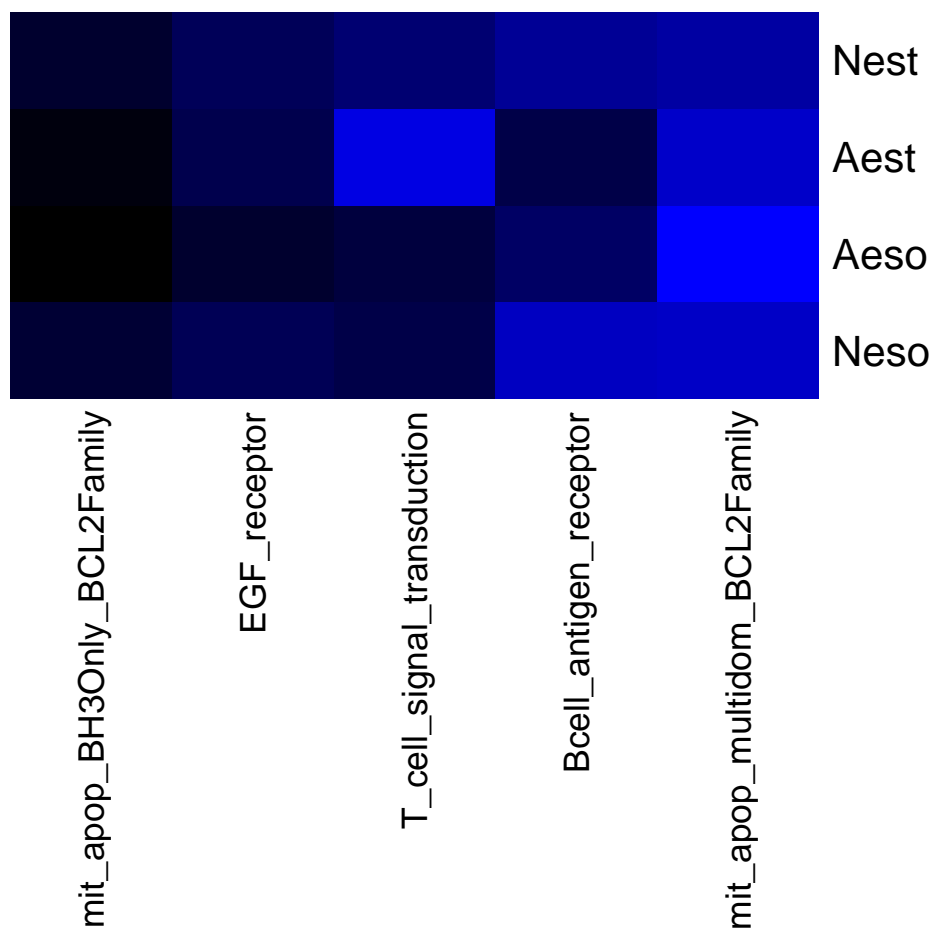 Nest
Aest
Aeso
Neso
mit_apop_BH3Only_BCL2Family
EGF_receptor
T_cell_signal_transduction
Bcell_antigen_receptor
mit_apop_multidom_BCL2Family